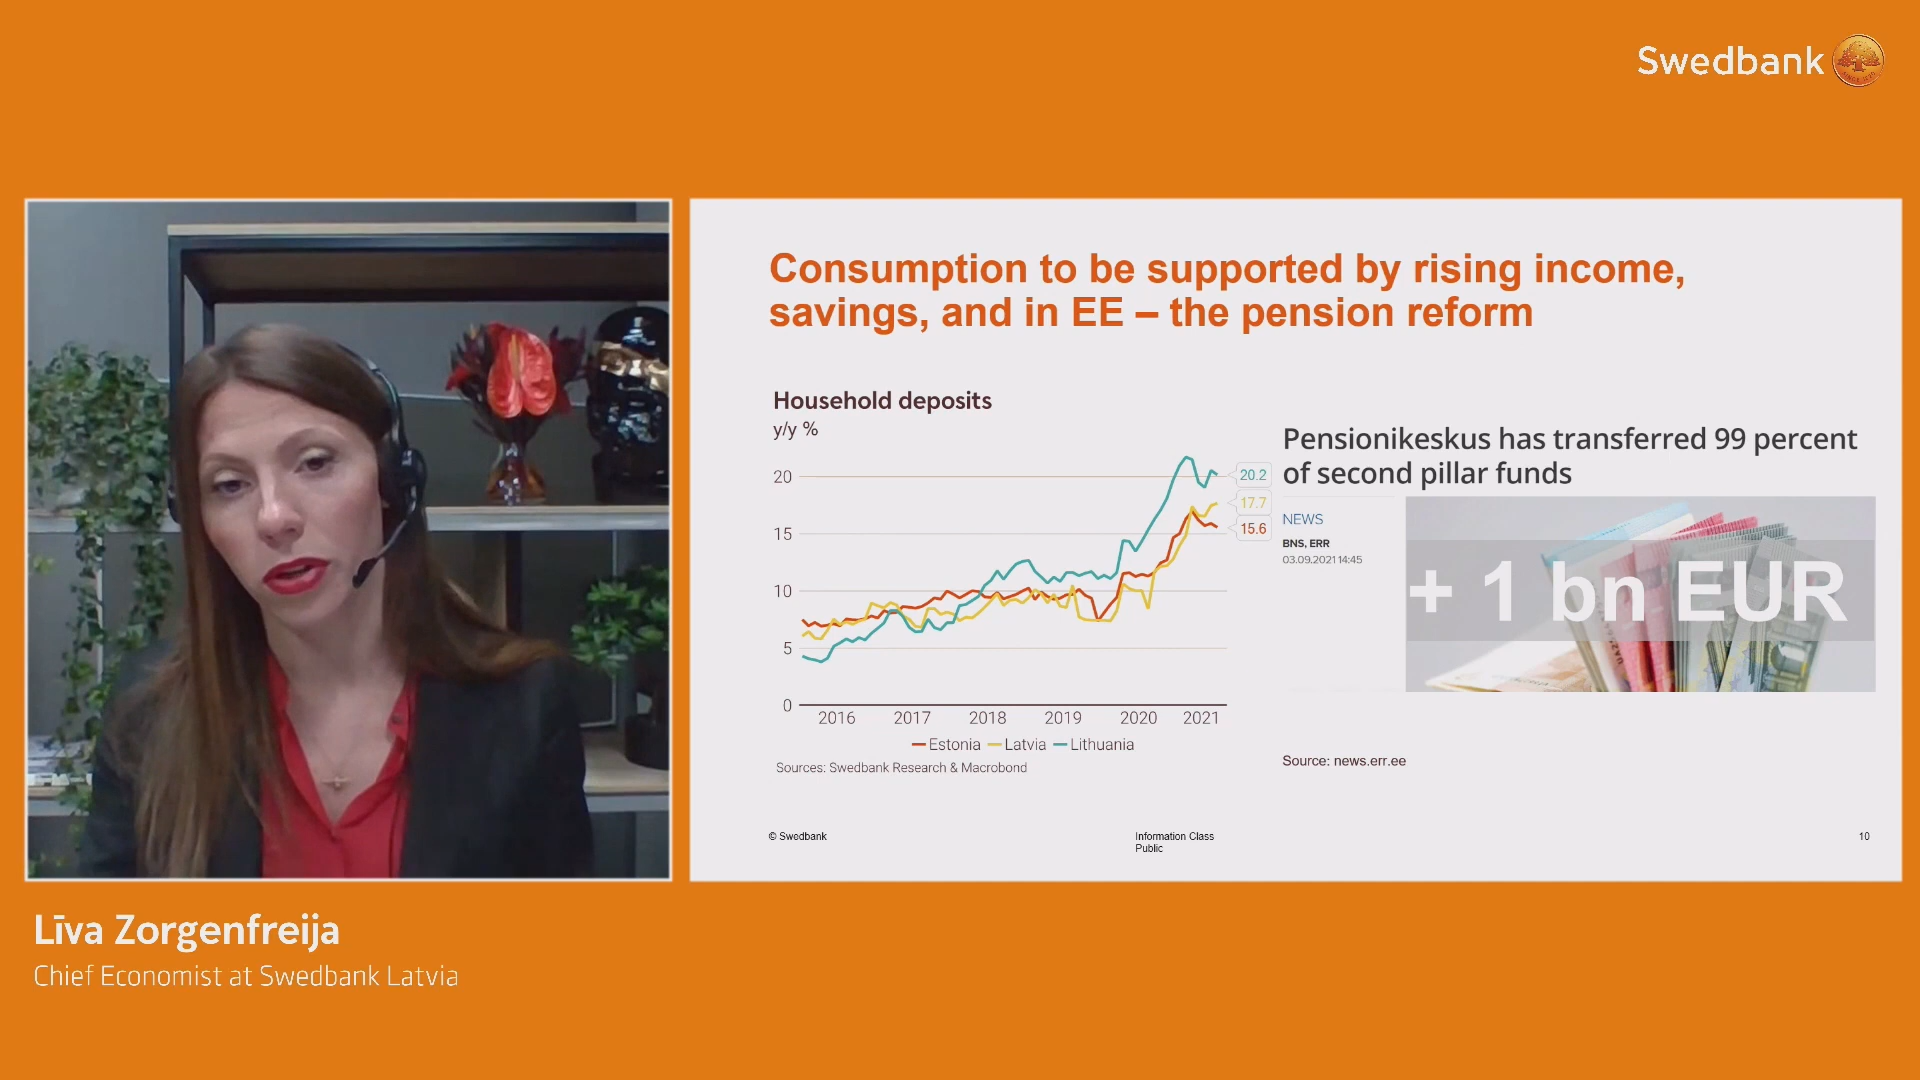 Swedbank
Consumption to be supported by rising income,
savings, and in EE – the pension reform
Household deposits
y/y %
20
15
10
5
0
20.2
17.7
15.6
2016 2017 2018 2019 2020 2021
Estonia Latvia Lithuania
Sources: Swedbank Research & Macrobond
Pensionikeskus has transferred 99 percent
of second pillar funds
NEWS
BNS, ERR
03.09.2021 14:45
+ 1 bn EUR
Source: news.err.ee
© Swedbank
Information Class
Public
10
Līva Zorgenfreija
Chief Economist at Swedbank Latvia